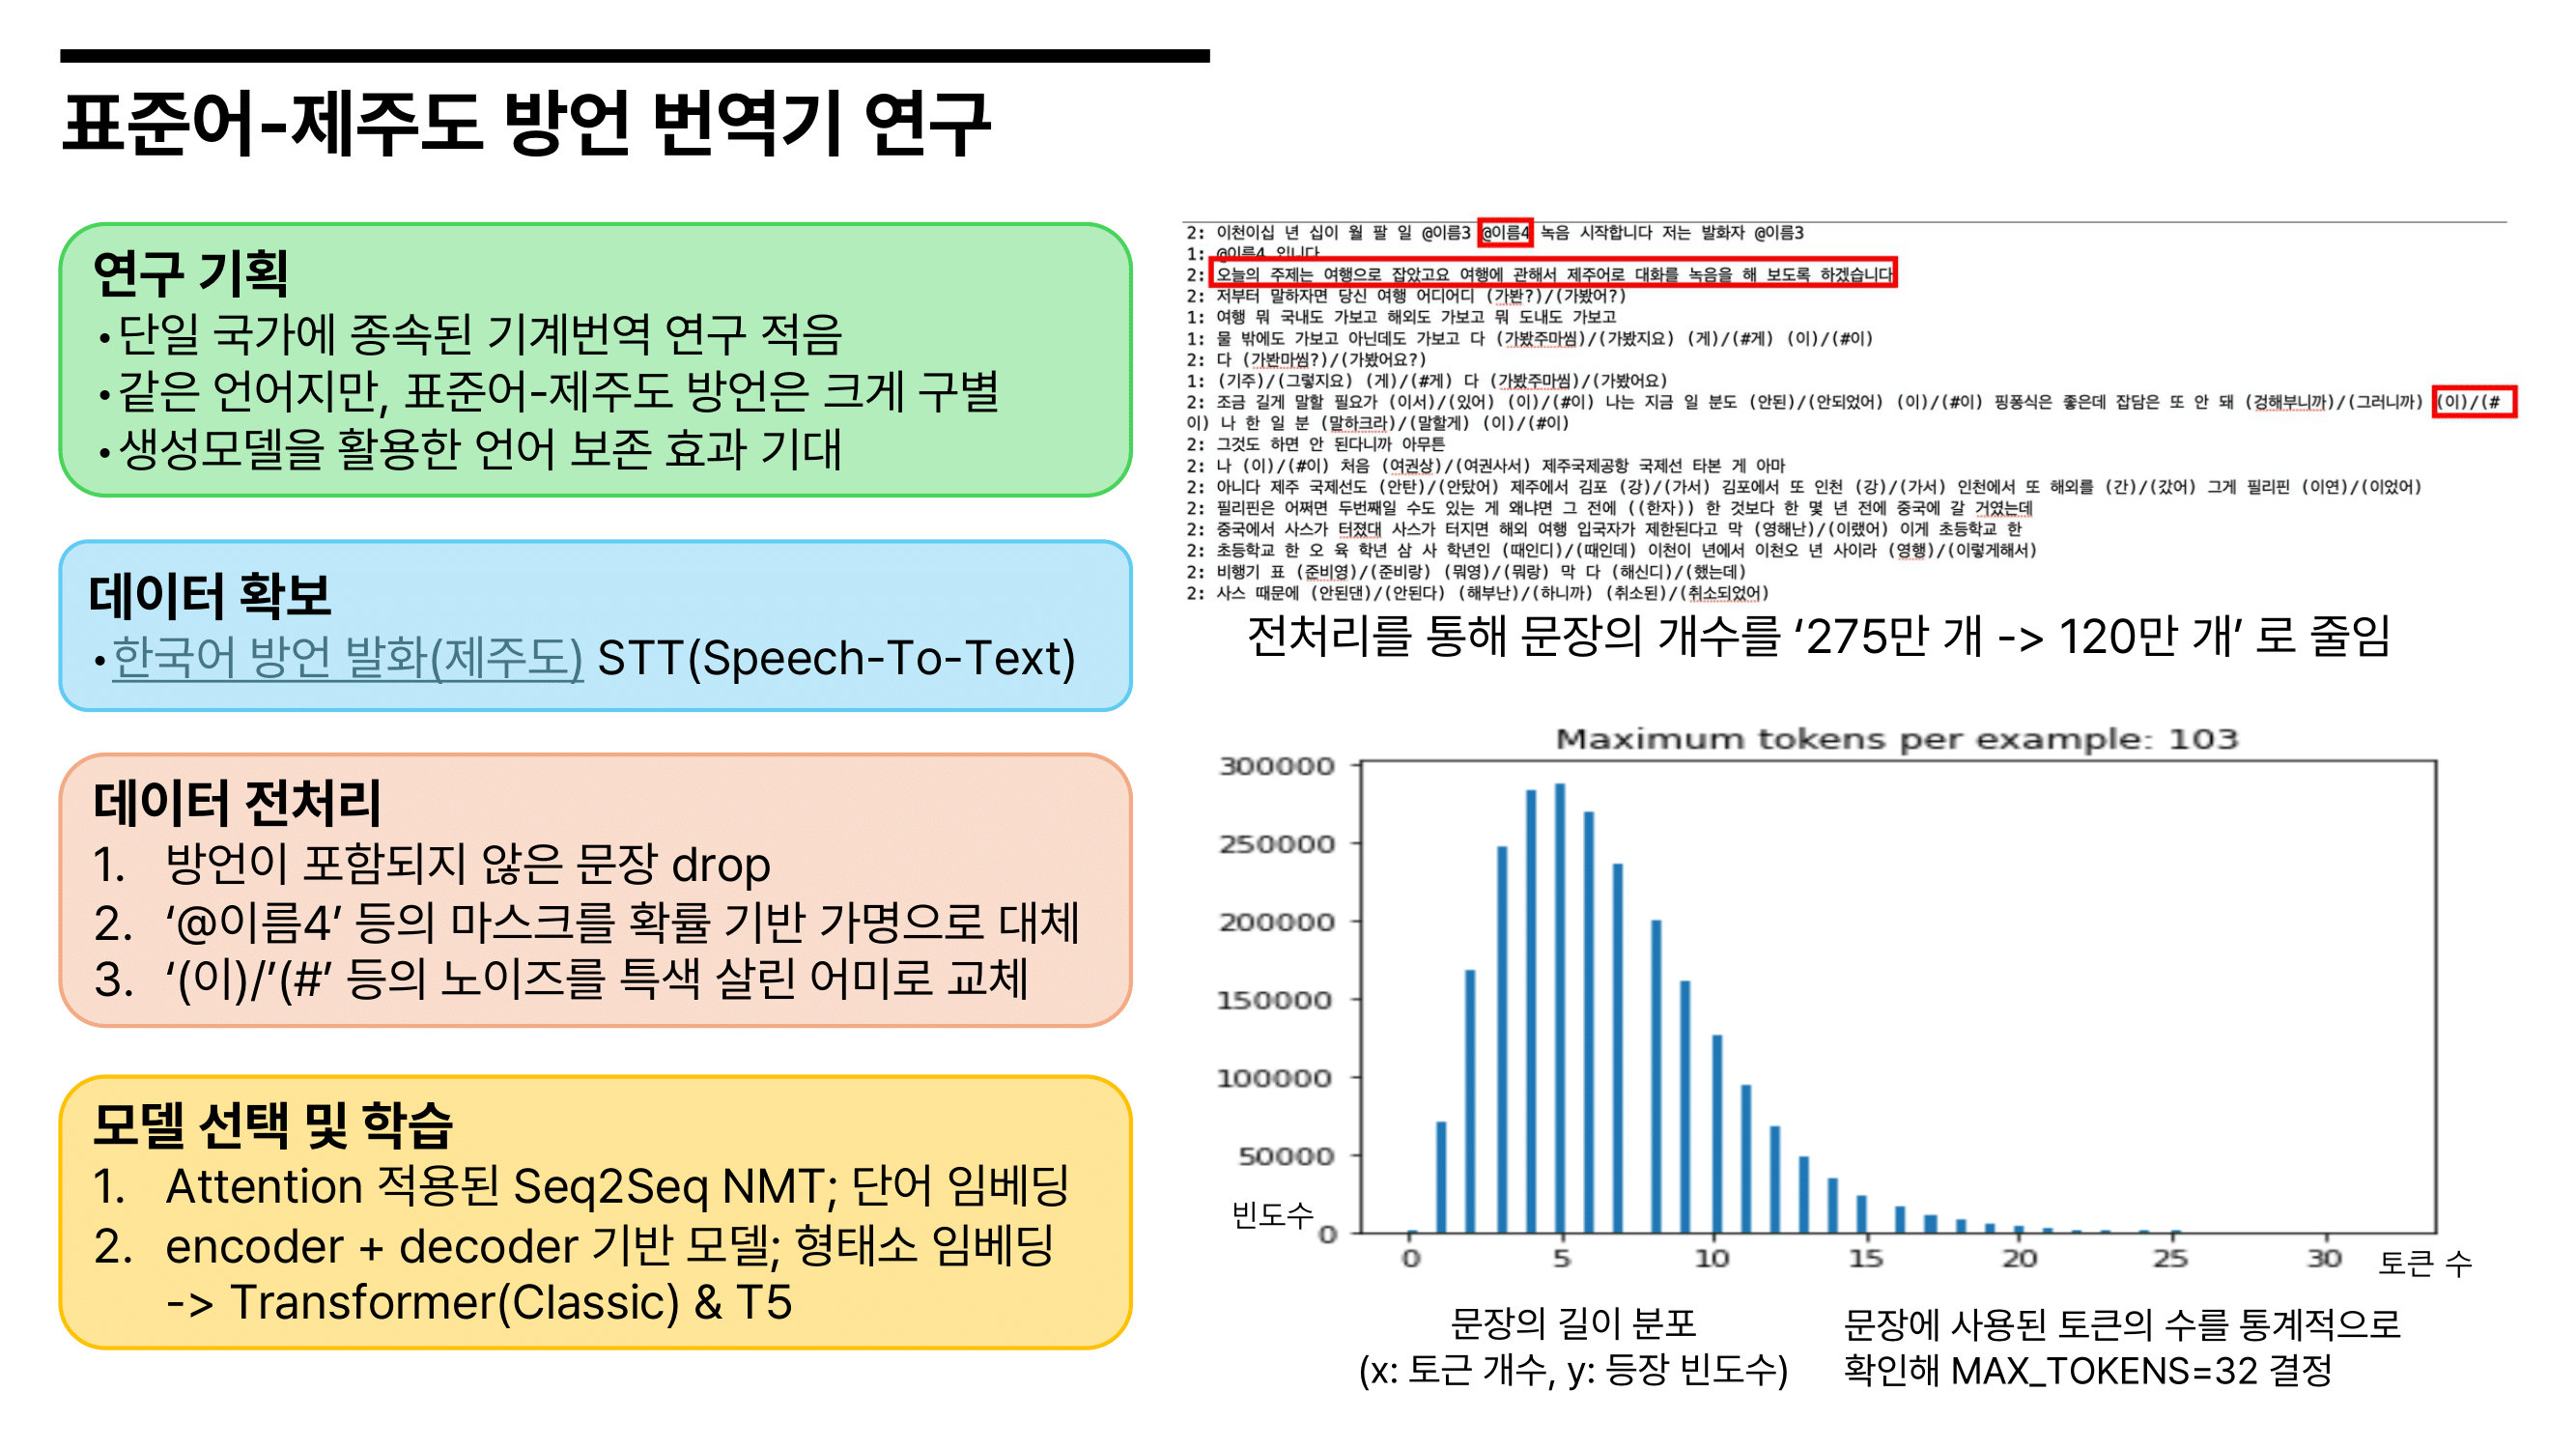 표준어-제주도 방언 번역기 연구
연구 기획
•단일 국가에 종속된 기계번역 연구 적음
•같은 언어지만, 표준어-제주도 방언은 크게 구별
•생성모델을 활용한 언어 보존 효과 기대
데이터 확보
•한국어 방언 발화(제주도) STT(Speech-To-Text)
데이터 전처리
1. 방언이 포함되지 않은 문장 drop
2. ‘@이름4’ 등의 마스크를 확률 기반 가명으로 대체
3. ‘(이)/’(#’ 등의 노이즈를 특색 살린 어미로 교체
모델 선택 및 학습
1. Attention 적용된 Seq2Seq NMT; 단어 임베딩
2. encoder + decoder 기반 모델; 형태소 임베딩
-> Transformer(Classic) & T5
2: 이천이십 년 십이 월 팔 일 @이름3 @이름4 녹음 시작합니다 저는 발화자 @이름3
1: @이름4 입니다
2: 오늘의 주제는 여행으로 잡았고요 여행에 관해서 제주어로 대화를 녹음을 해 보도록 하겠습니다
2: 저부터 말하자면 당신 여행 어디어디 (가봔?)/(가봤어?)
1: 여행 뭐 국내도 가보고 해외도 가보고 뭐 도내도 가보고
1: 물 밖에도 가보고 아닌데도 가보고 다 (가봤주마씸)/(가봤지요) (게)/(#게) (이)/(#이)
2: 다 (가봔마씸?)/(가봤어요?)
1: (기주)/(그렇지요) (게)/(#게) 다 (가봤주마씸)/(가봤어요)
2: 조금 길게 말할 필요가 (이서)/(있어) (이)/(#이) 나는 지금 일 분도 (안된)/(안되었어) (이)/(#이) 핑퐁식은 좋은데 잡담은 또 안 돼 (겅해부니까)/(그러니까) (이)/(#
이) 나 한 일 분 (말하크라)/(말할게) (이)/(#이)
2: 그것도 하면 안 된다니까 아무튼
2: 나 (이)/(#이) 처음 (여권상)/(여권사서) 제주국제공항 국제선 타본 게 아마
2: 아니다 제주 국제선도 (안탄)/(안탔어) 제주에서 김포 (강)/(가서) 김포에서 또 인천 (강)/(가서) 인천에서 또 해외를 (간)/(갔어) 그게 필리핀 (이연)/(이었어)
2: 필리핀은 어쩌면 두번째일 수도 있는 게 왜냐면 그 전에 ((한자)) 한 것보다 한 몇 년 전에 중국에 갈 거였는데
2: 중국에서 사스가 터졌대 사스가 터지면 해외 여행 입국자가 제한된다고 막 (영해난)/(이랬어) 이게 초등학교 한
2: 초등학교 한 오 육 학년 삼 사 학년인 (때인디)/(때인데) 이천이 년에서 이천오 년 사이라 (영행)/(이렇게해서)
2: 비행기 표 (준비영)/(준비랑) (뭐영)/(뭐랑) 막 다 (해신디)/(했는데)
2: 사스 때문에 (안된댄)/(안된다) (해부난)/(하니까) (취소된)/(취소되었어)
전처리를 통해 문장의 개수를 ‘275만 개 -> 120만 개’ 로 줄임
Maximum tokens per example: 103
300000
250000
200000
150000
100000
50000
빈도수
0
0 5 10 15 20 25 30
토큰 수
문장의 길이 분포
(x: 토근 개수, y: 등장 빈도수)
문장에 사용된 토큰의 수를 통계적으로
확인해 MAX_TOKENS=32 결정